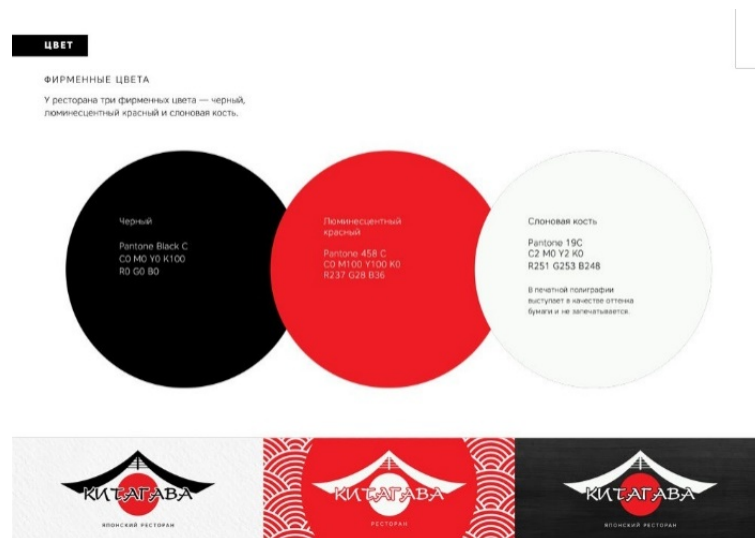 ЦВЕТ
ФИРМЕННЫЕ ЦВЕТА
У ресторана три фирменных цвета — черный,
люминесцентный красный и слоновая кость.
Черный
Pantone Black C
C0 M0 Y0 K100
R0 G0 B0
Люминесцентный
красный
Pantone 458 C
C0 M100 Y100 K0
R237 G28 B36
Слоновая кость
Pantone 19C
C2 M0 Y2 K0
R251 G253 B248
В печатной полиграфии
выступает в качестве оттенка
бумаги и не запечатывается.
КИТАГАВА
ЯПОНСКИЙ РЕСТОРАН
КИТАГАВА
РЕСТОРАН
КИТАГАВА
ЯПОНСКИЙ РЕСТОРАН